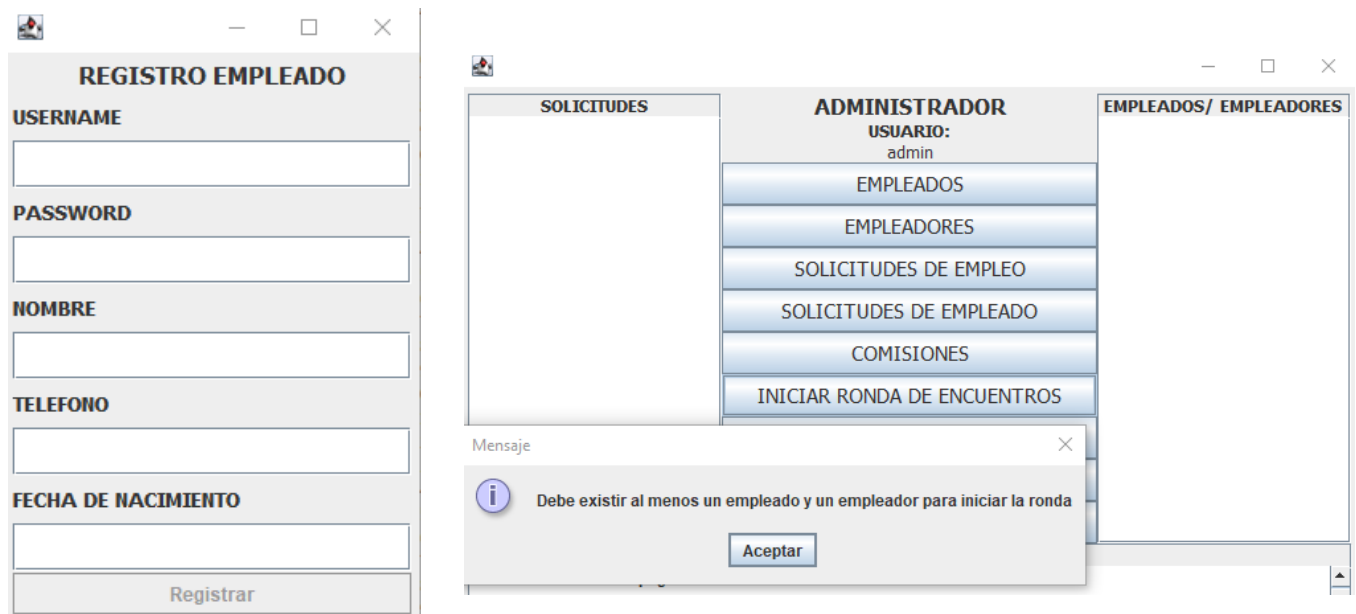 REGISTRO EMPLEADO
USERNAME
PASSWORD
NOMBRE
TELEFONO
FECHA DE NACIMIENTO
Registrar
SOLICITUDES
ADMINISTRADOR
USUARIO:
admin
EMPLEADOS
EMPLEADORES
SOLICITUDES DE EMPLEO
SOLICITUDES DE EMPLEADO
COMISIONES
INICIAR RONDA DE ENCUENTROS
EMPLEADOS/ EMPLEADORES
Mensaje
Debe existir al menos un empleado y un empleador para iniciar la ronda
Aceptar